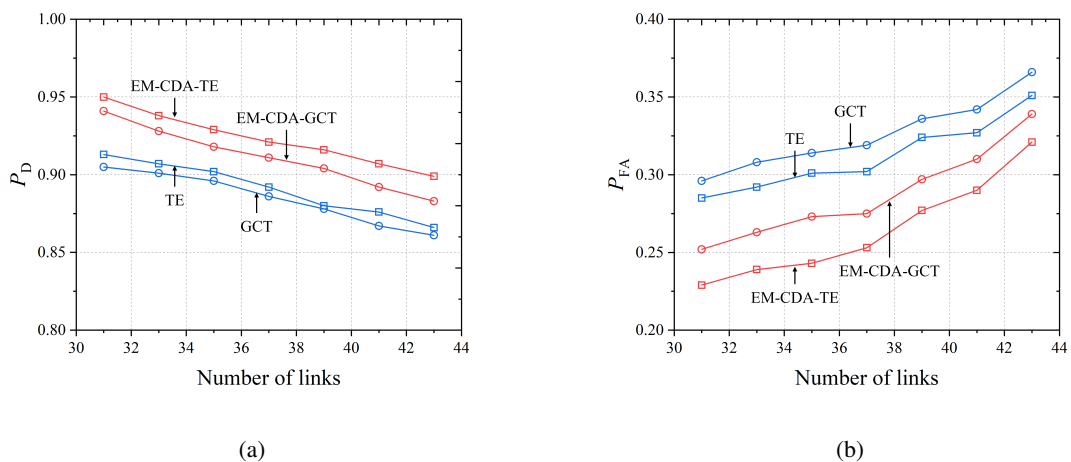 1.00
0.95
0.90
0.85
0.80
P_D
EM-CDA-TE
EM-CDA-GCT
TE
GCT
30 32 34 36 38 40 42 44
Number of links
(a)
0.40
0.35
0.30
0.25
0.20
P_FA
GCT
TE
EM-CDA-GCT
EM-CDA-TE
30 32 34 36 38 40 42 44
Number of links
(b)